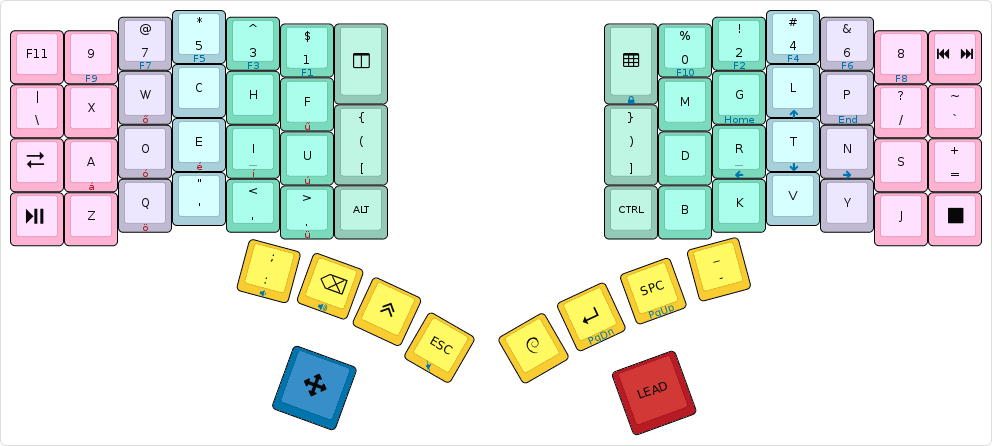 F11
9
F9
@
7
F7
*
5
F5
^
3
F3
$
1
F1
%
0
F10
!
2
F2
#
4
F4
&
6
F6
8
F8
|
\
X
W
ő
C
H
F
ű
{
(
[
}
)
]
M
G
Home
L
P
End
?
/
~
`
A
á
O
ó
E
é
I
í
U
ú
D
R
T
N
S
+
=
Z
Q
ö
"
'
<
,
>
.
ü
ALT
CTRL
B
K
V
Y
J
;
:
ESC
PgDn
SPC
PgUp
_
-
LEAD